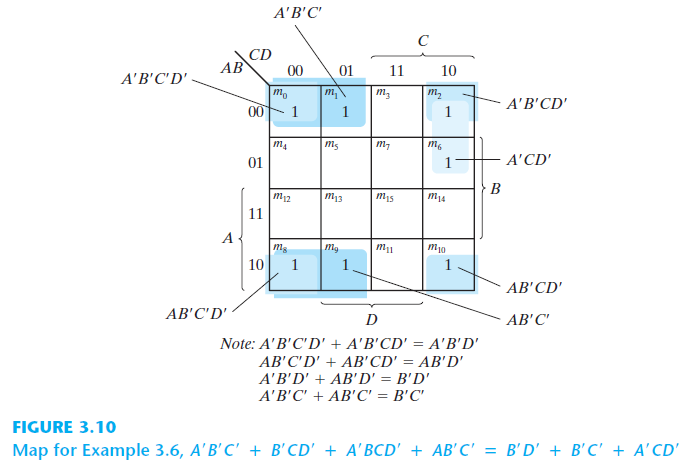 A'B'C'
C
CD
AB
00 01 11 10
A'B'C'D'
m0 m1 m3 m2
A'B'CD'
00 1 1 1
m4 m5 m7 m6
01 1
A'CD'
B
m12 m13 m15 m14
11
A
m8 m9 m11 m10
10 1 1 1
AB'CD'
AB'C'D'
AB'C'
D
Note: A'B'C'D' + A'B'CD' = A'B'D'
AB'C'D' + AB'CD' = AB'D'
A'B'D' + AB'D' = B'D'
A'B'C' + AB'C' = B'C'
FIGURE 3.10
Map for Example 3.6, A'B'C' + B'CD' + A'BCD' + AB'C' = B'D' + B'C' + A'CD'